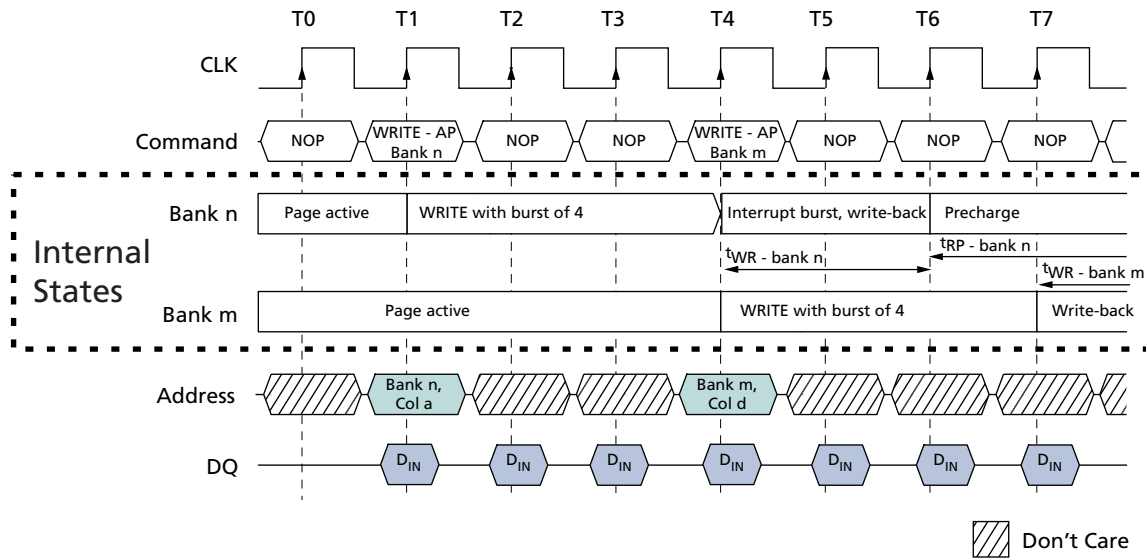 T0 T1 T2 T3 T4 T5 T6 T7
CLK
Command NOP WRITE - AP Bank n NOP NOP WRITE - AP Bank m NOP NOP NOP
Bank n Page active WRITE with burst of 4 Interrupt burst, write-back Precharge
Internal
States
tWR - bank n tRP - bank n
tWR - bank m
Bank m Page active WRITE with burst of 4 Write-back
Address Bank n, Col a Bank m, Col d
DQ DIN DIN DIN DIN DIN DIN DIN
Don't Care